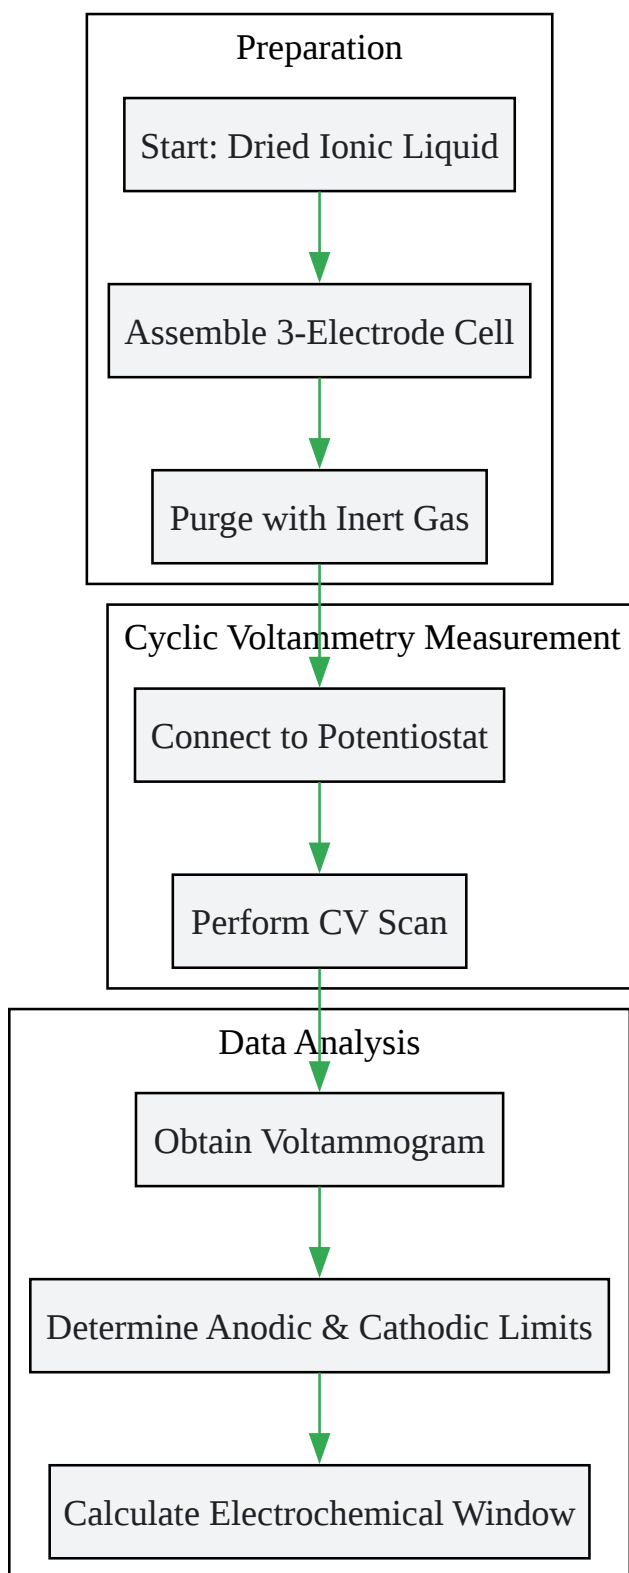 Preparation
Start: Dried Ionic Liquid
Assemble 3-Electrode Cell
Purge with Inert Gas
Cyclic Voltammetry Measurement
Connect to Potentiostat
Perform CV Scan
Data Analysis
Obtain Voltammogram
Determine Anodic & Cathodic Limits
Calculate Electrochemical Window